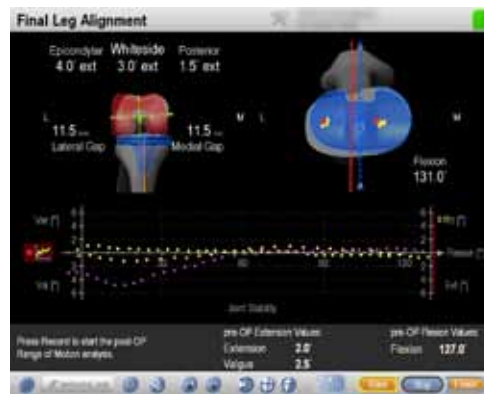 Final Leg Alignment
Epicondylar Whiteside Posterior
4.0° ext 3.0° ext 1.5° ext
L M L M
11.5 mm 11.5 mm
Lateral Gap Medial Gap
Flexion
131.0°
Var [°]
Flexion [°]
Val [°]
Ext [°]
Joint Stability
Press Record to start the post-OP
Range of Motion analysis.
pre-OP Extension Values:
Extension 2.0°
Valgus 2.5°
pre-OP Flexion Values:
Flexion 127.0°